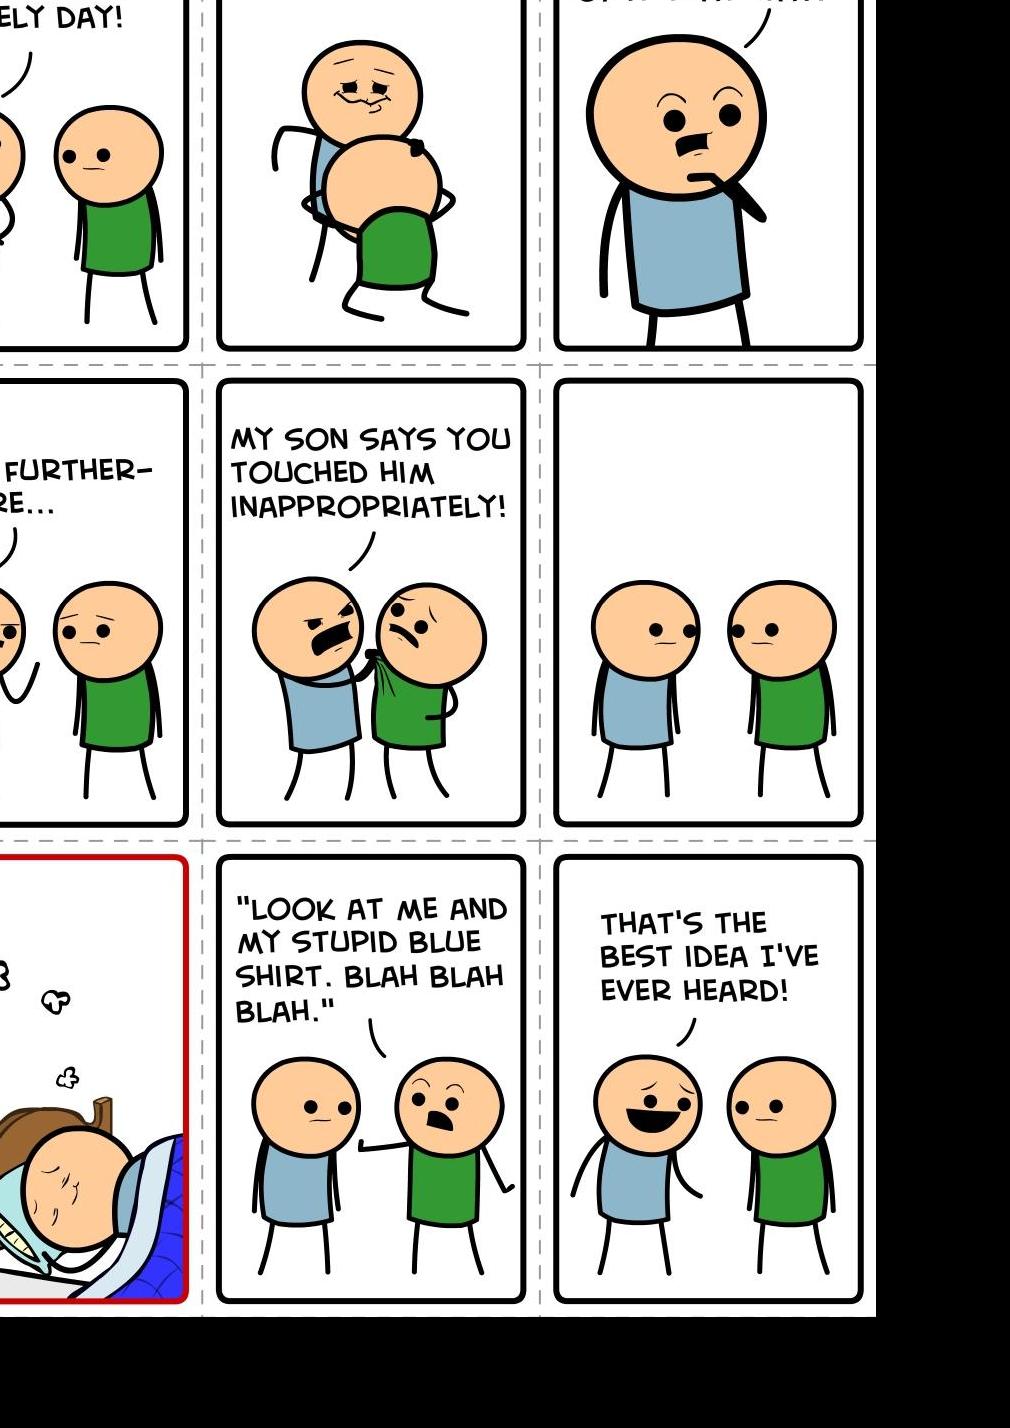 ELY DAY!
FURTHER-
RE...
MY SON SAYS YOU
TOUCHED HIM
INAPPROPRIATELY!
"LOOK AT ME AND
MY STUPID BLUE
SHIRT. BLAH BLAH
BLAH."
THAT'S THE
BEST IDEA I'VE
EVER HEARD!